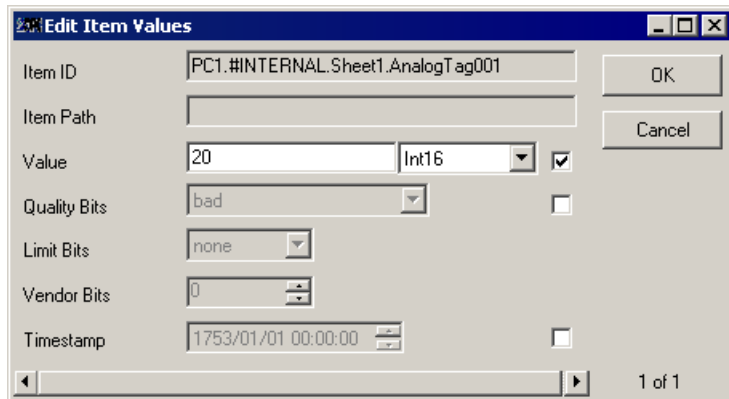 Edit Item Values
Item ID PC1.#INTERNAL.Sheet1.AnalogTag001 OK
Item Path
Cancel
Value 20 Int16
Quality Bits bad
Limit Bits none
Vendor Bits 0
Timestamp 1753/01/01 00:00:00
1 of 1